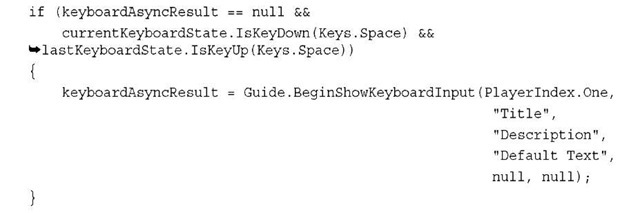 if (keyboardAsyncResult == null &&
    currentKeyboardState.IsKeyDown(Keys.Space) &&
➥lastKeyboardState.IsKeyUp(Keys.Space))
{
    keyboardAsyncResult = Guide.BeginShowKeyboardInput(PlayerIndex.One,
                                                       "Title",
                                                       "Description",
                                                       "Default Text",
                                                       null, null);
}